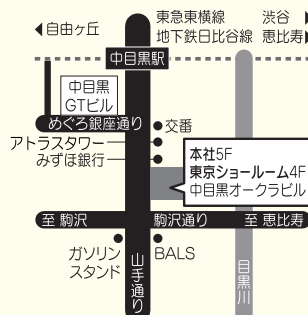 ◀自由ヶ丘
東急東横線 渋谷▶
地下鉄日比谷線 恵比寿▶
中目黒駅
中目黒
GTビル
めぐろ銀座通り
交番
アトラスタワー
みずほ銀行
本社5F
東京ショールーム4F
中目黒オークラビル
至 駒沢
駒沢通り
至 恵比寿
ガソリン
スタンド
BALS
山手通り
目黒川